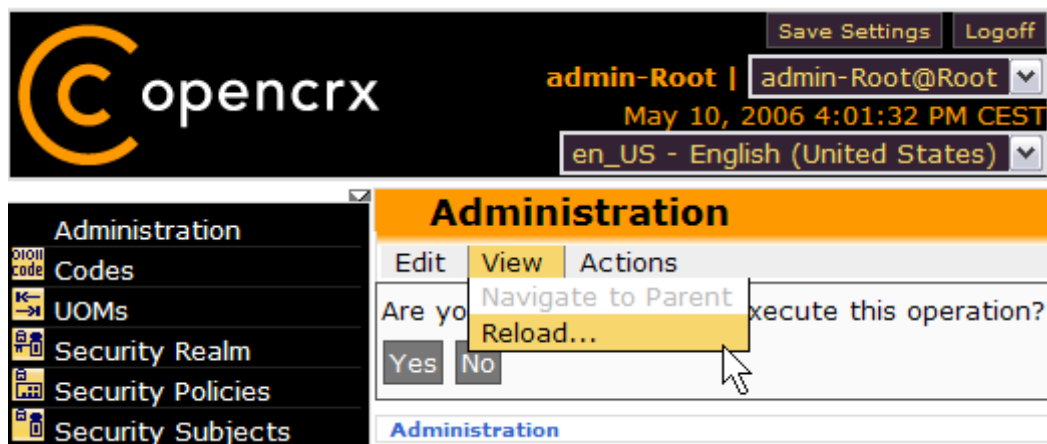 Save Settings Logoff
opencrx
admin-Root | admin-Root@Root
May 10, 2006 4:01:32 PM CEST
en_US - English (United States)
Administration
Codes
UOMs
Security Realm
Security Policies
Security Subjects
Administration
Edit View Actions
Navigate to Parent
Reload...
Are yo xecute this operation?
Yes No
Administration